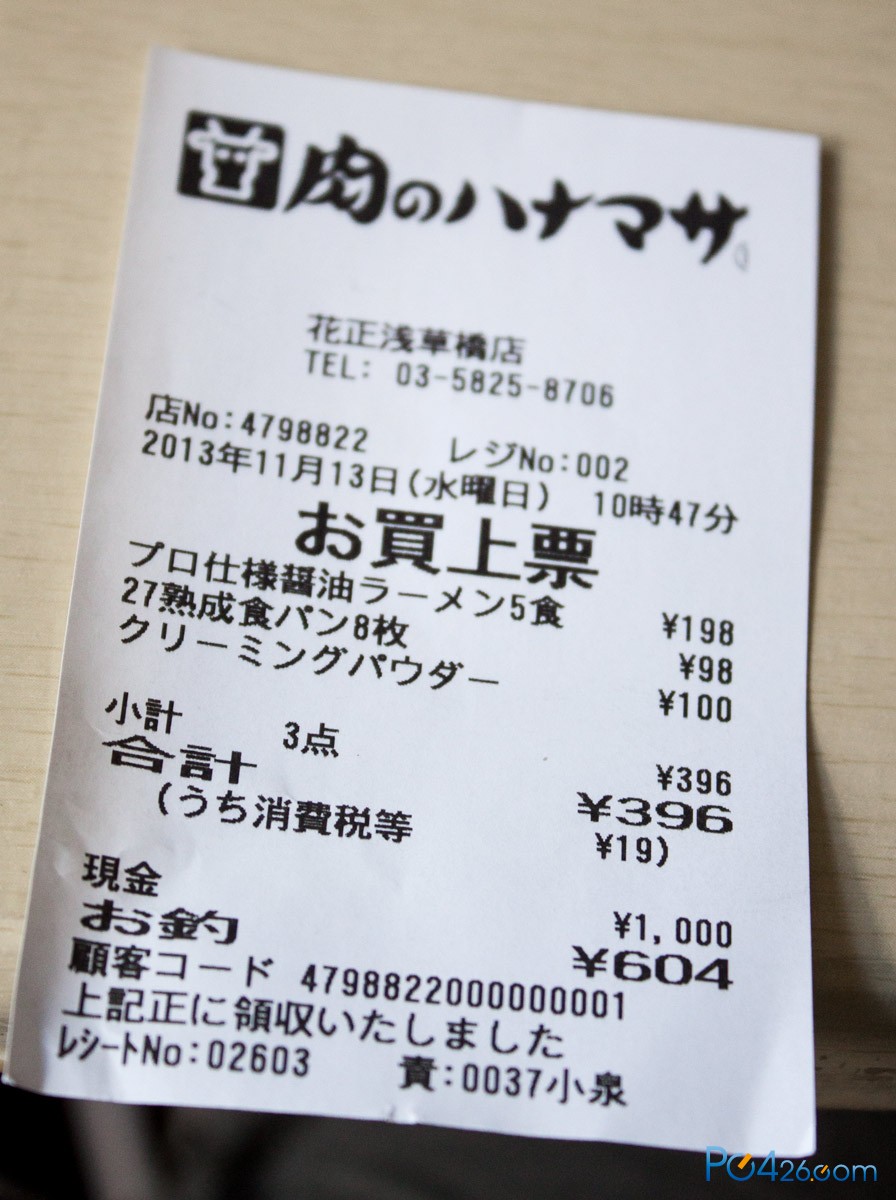 肉のハナマサ
花正浅草橋店
TEL: 03-5825-8706
店No:4798822 レジNo:002
2013年11月13日(水曜日) 10時47分
お買上票
プロ仕様醤油ラーメン5食 ¥198
27熟成食パン8枚 ¥98
クリーミングパウダー ¥100
小計 3点 ¥396
合計 ¥396
(うち消費税等 ¥19)
現金 ¥1,000
お釣 ¥604
顧客コード 4798822000000001
上記正に領収いたしました
レシートNo:02603 責:0037小泉
PC426.com